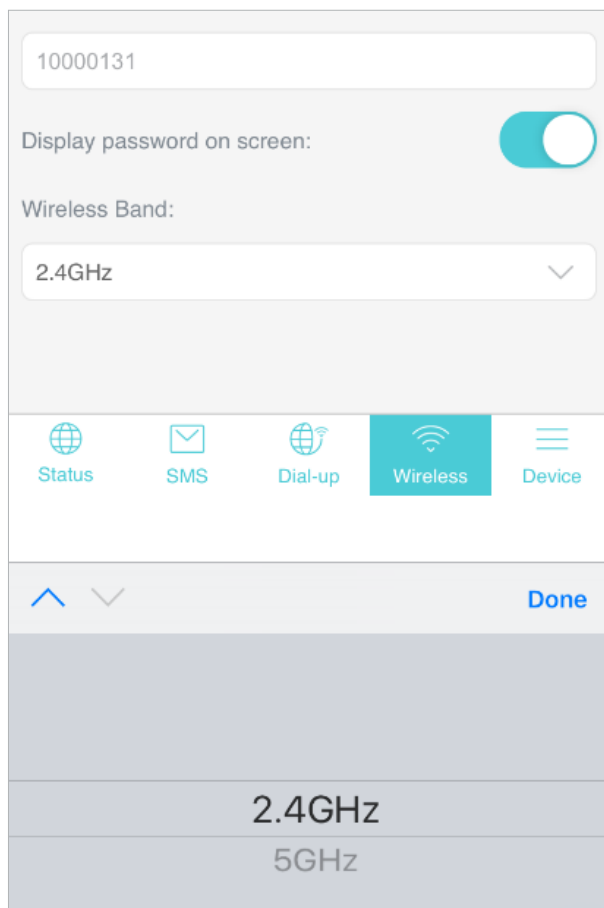 10000131
Display password on screen:
Wireless Band:
2.4GHz
Status SMS Dial-up Wireless Device
Done
2.4GHz
5GHz